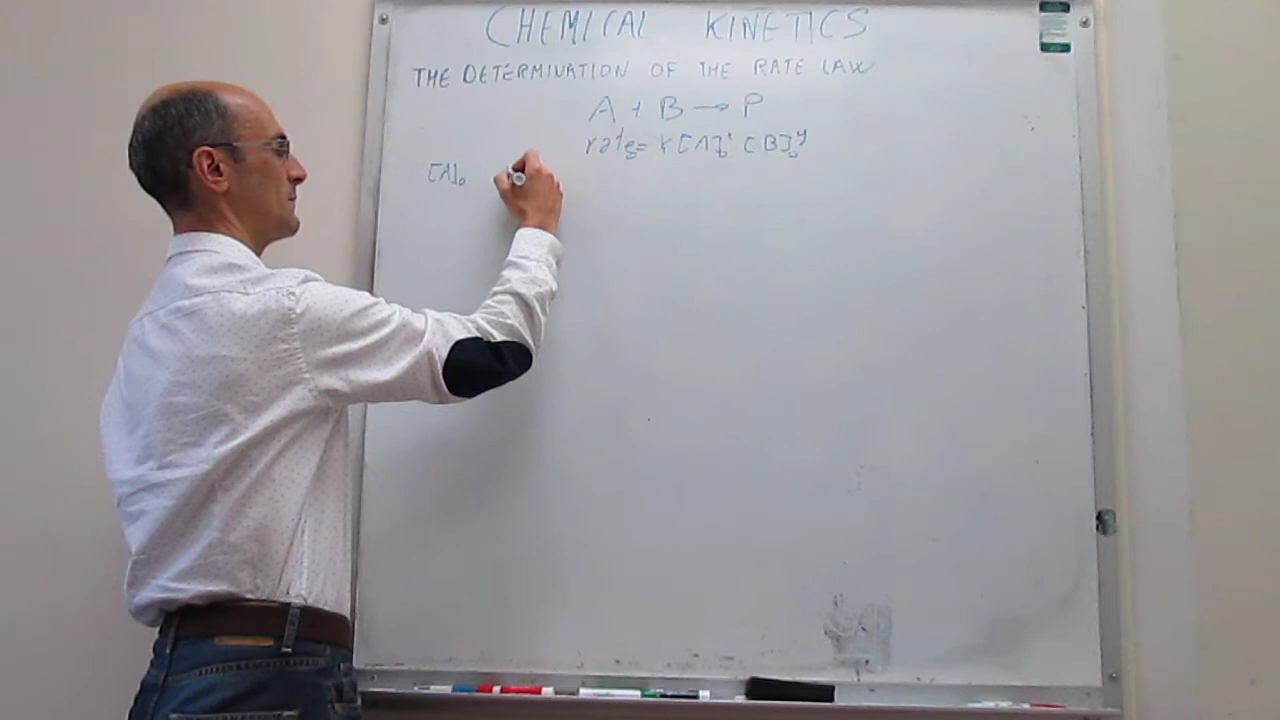 CHEMICAL KINETICS
THE DETERMINATION OF THE RATE LAW
A + B → P
rate₀ = k [A]₀ˣ [B]₀ʸ
[A]₀